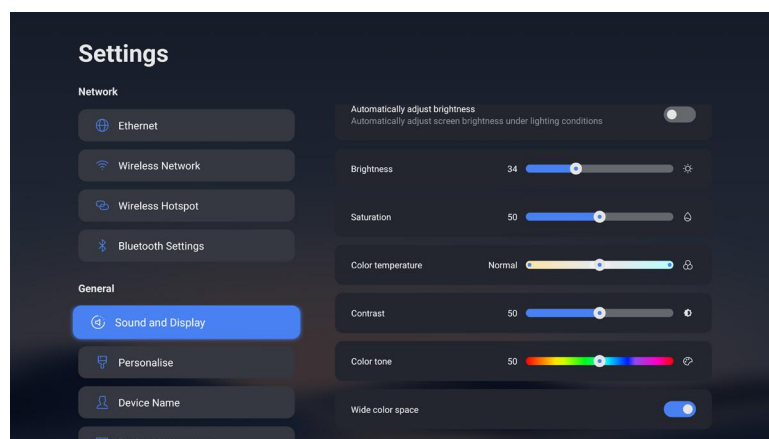 Settings
Network
Ethernet
Wireless Network
Wireless Hotspot
Bluetooth Settings
General
Sound and Display
Personalise
Device Name
Automatically adjust brightness
Automatically adjust screen brightness under lighting conditions
Brightness 34
Saturation 50
Color temperature Normal
Contrast 50
Color tone 50
Wide color space